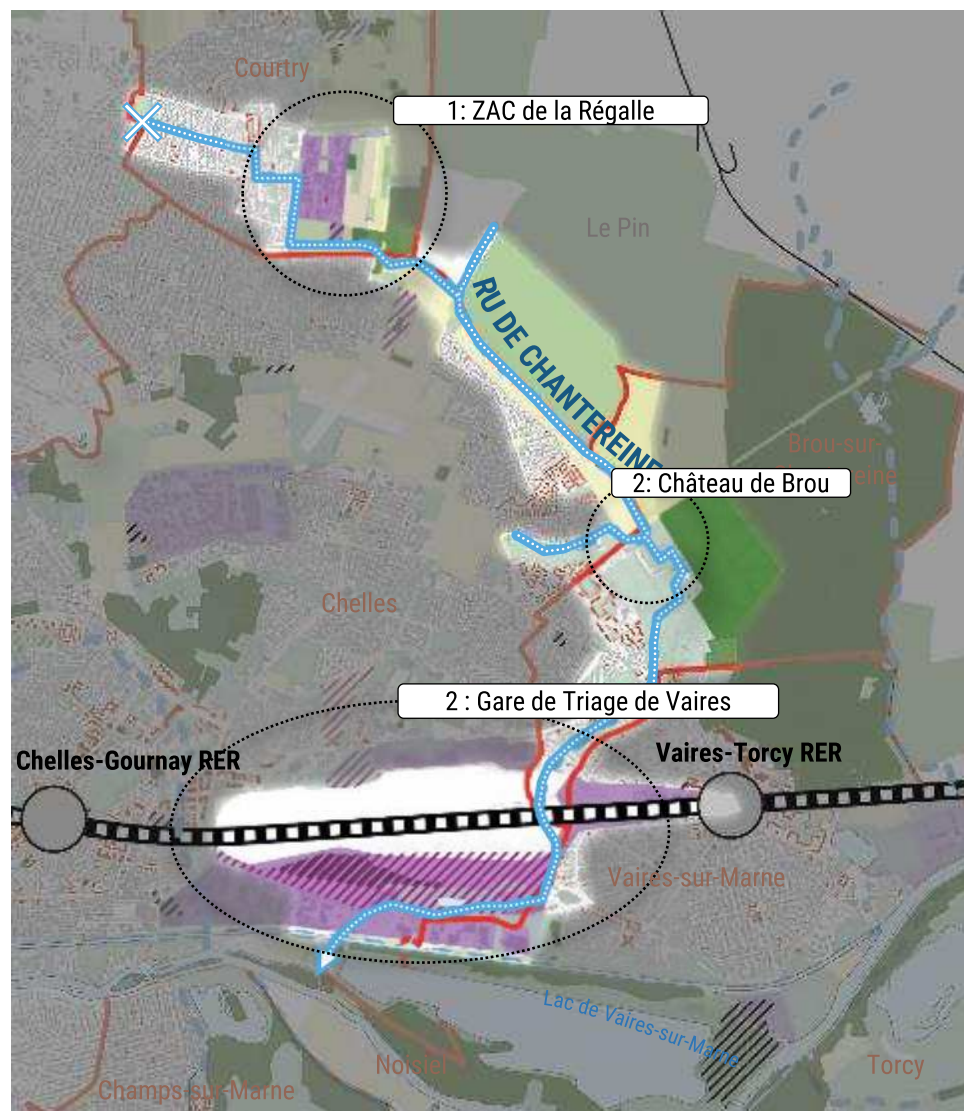 Courtry
1: ZAC de la Régalle
Le Pin
RU DE CHANTEREINE
Brou-sur-
2: Château de Brou
Chelles
2 : Gare de Triage de Vaires
Chelles-Gournay RER
Vaires-Torcy RER
Vaires-sur-Marne
Lac de Vaires-sur-Marne
Noisiel
Torcy
Champs sur-Marne